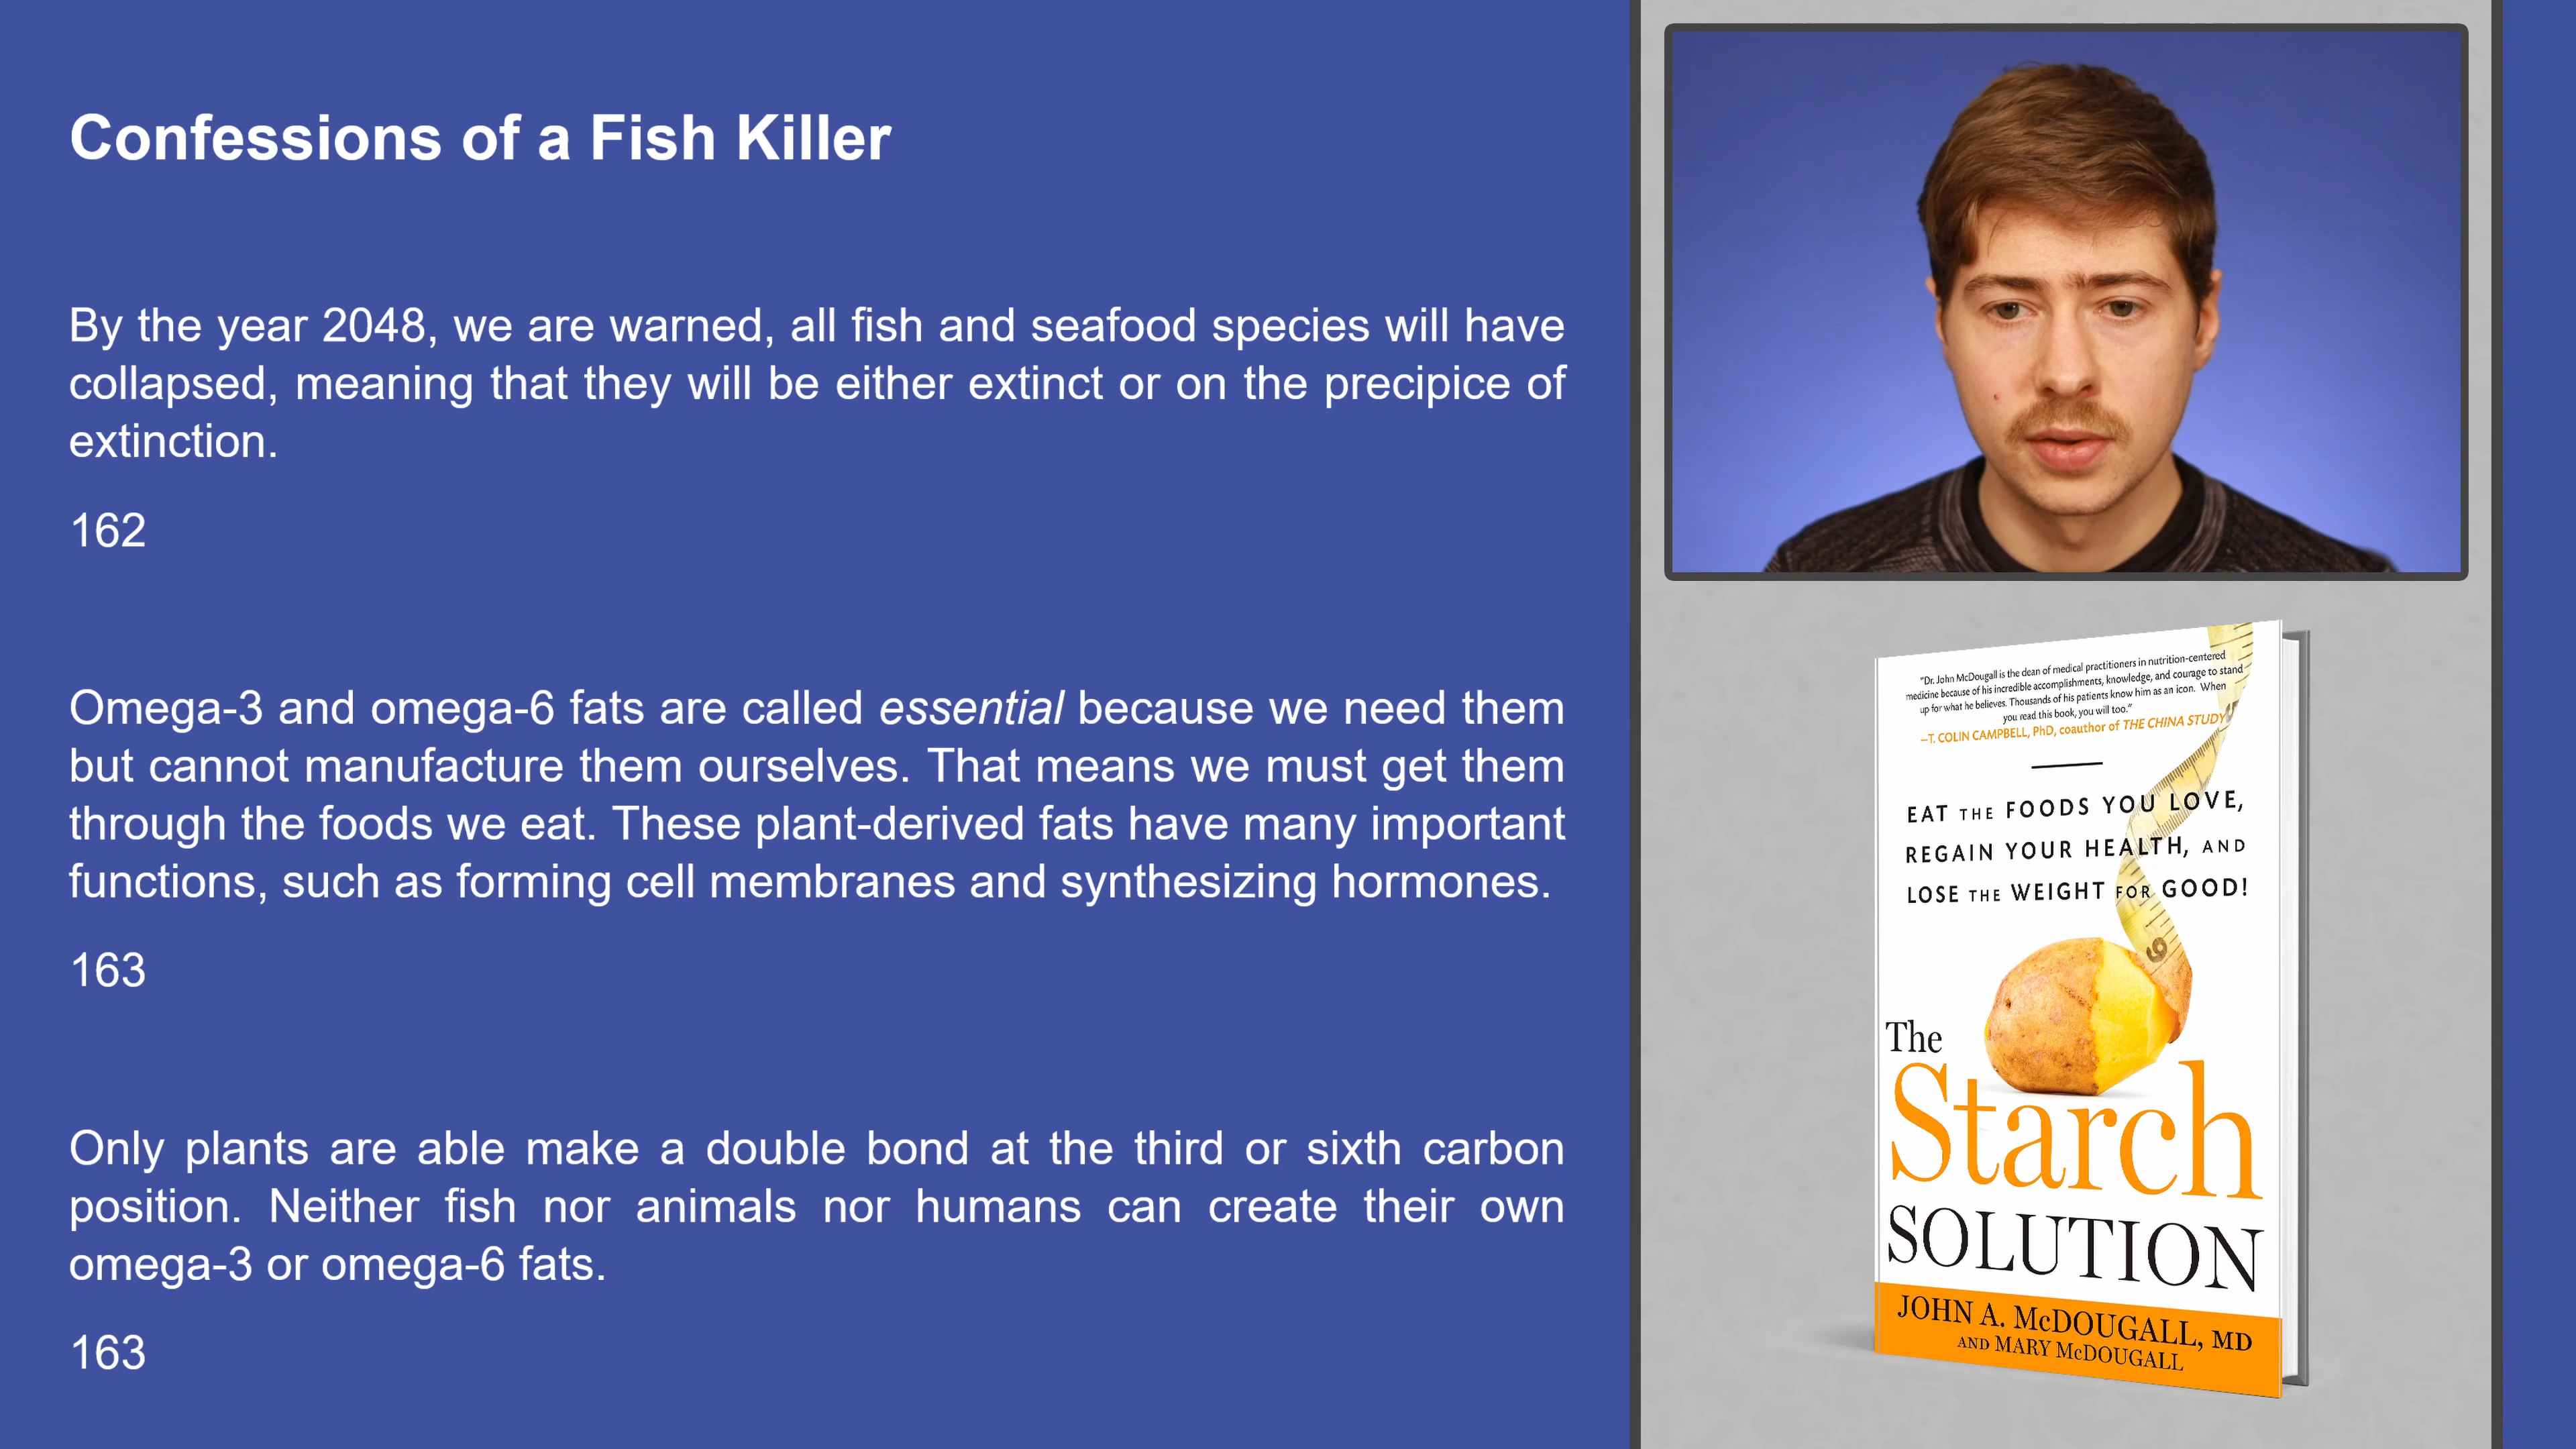 Confessions of a Fish Killer
By the year 2048, we are warned, all fish and seafood species will have
collapsed, meaning that they will be either extinct or on the precipice of
extinction.
162
Omega-3 and omega-6 fats are called essential because we need them
but cannot manufacture them ourselves. That means we must get them
through the foods we eat. These plant-derived fats have many important
functions, such as forming cell membranes and synthesizing hormones.
163
Only plants are able make a double bond at the third or sixth carbon
position. Neither fish nor animals nor humans can create their own
omega-3 or omega-6 fats.
163
"Dr. John McDougall is the dean of medical practitioners in nutrition-centered
medicine because of his incredible accomplishments, knowledge, and courage to stand
up for what he believes. Thousands of his patients know him as an icon. When
you read this book, you will too."
—T. COLIN CAMPBELL, PhD, coauthor of THE CHINA STUDY
EAT THE FOODS YOU LOVE,
REGAIN YOUR HEALTH, AND
LOSE THE WEIGHT FOR GOOD!
9
The
Starch
SOLUTION
JOHN A. McDOUGALL, MD
AND MARY McDOUGALL